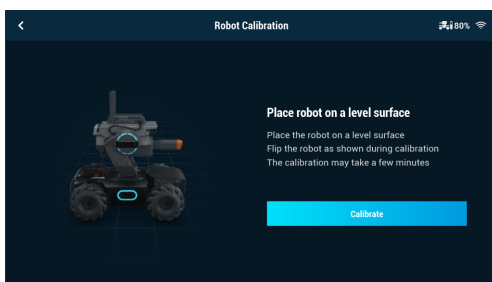 Robot Calibration
80%
Place robot on a level surface
Place the robot on a level surface
Flip the robot as shown during calibration
The calibration may take a few minutes
Calibrate